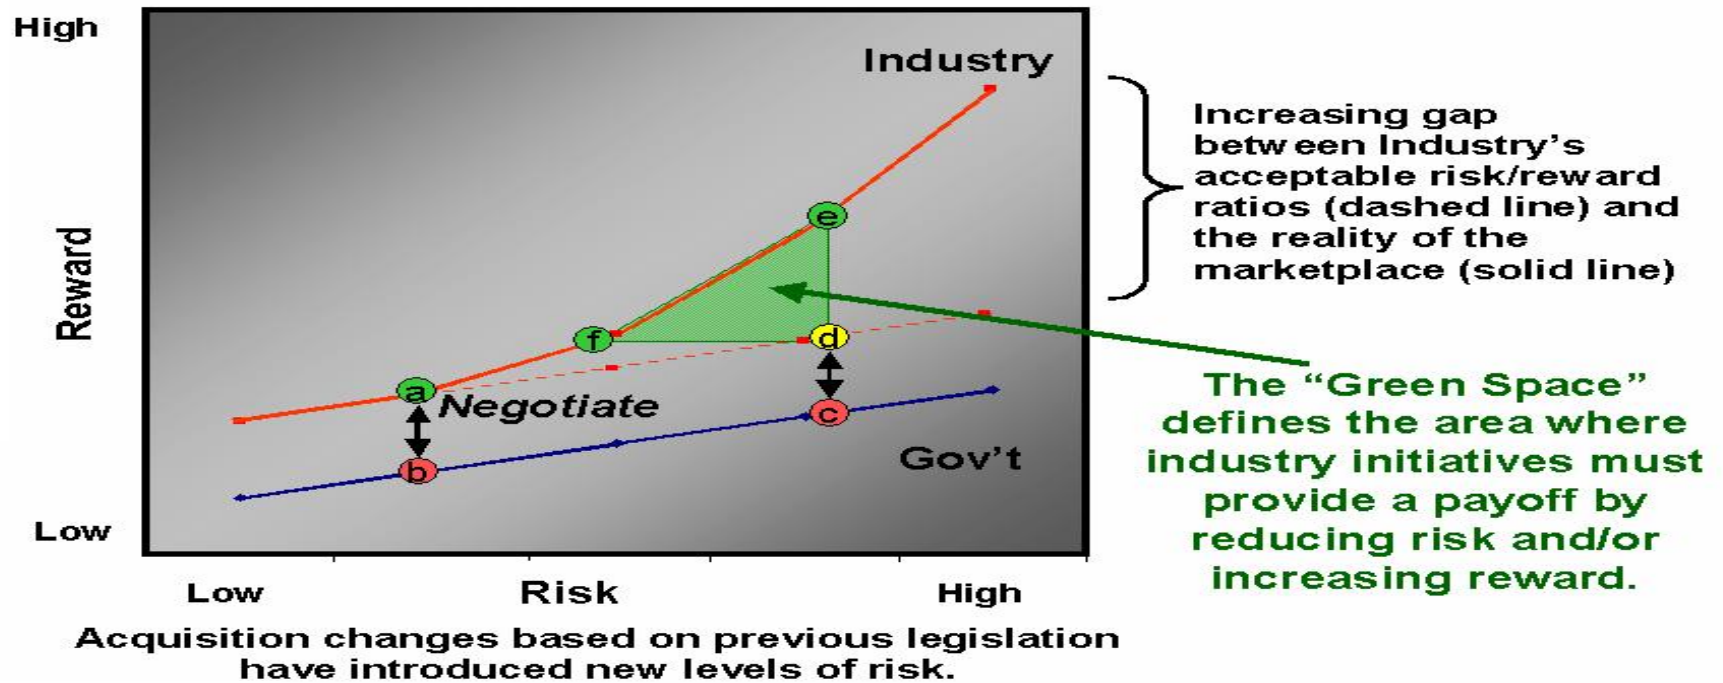 High
Industry
Increasing gap
between Industry's
acceptable risk/reward
ratios (dashed line) and
the reality of the
marketplace (solid line)
Reward
e
f
d
a
Negotiate
c
b
Gov't
The “Green Space”
defines the area where
industry initiatives must
provide a payoff by
reducing risk and/or
increasing reward.
Low
Low
Risk
High
Acquisition changes based on previous legislation
have introduced new levels of risk.